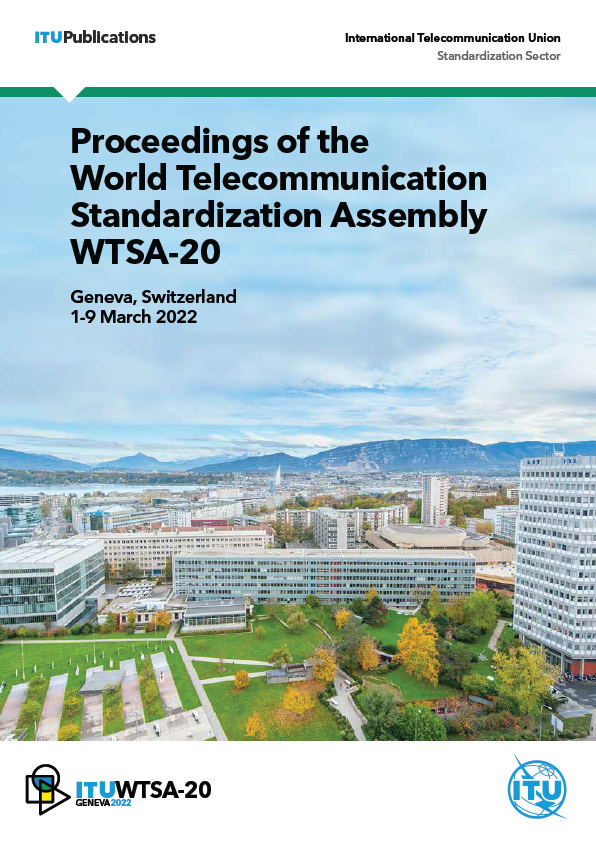 ITUPublications
International Telecommunication Union
Standardization Sector
Proceedings of the
World Telecommunication
Standardization Assembly
WTSA-20
Geneva, Switzerland
1-9 March 2022
ITUWTSA-20
GENEVA2022
ITU